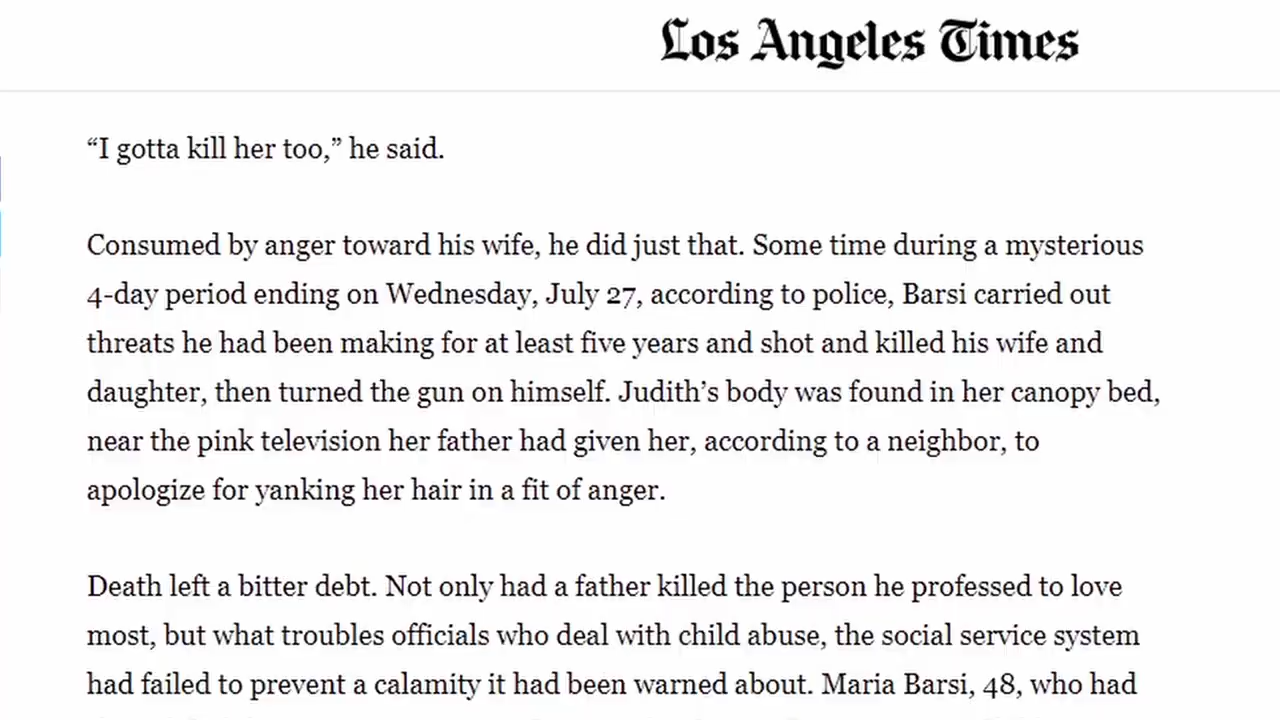 Los Angeles Times
“I gotta kill her too,” he said.
Consumed by anger toward his wife, he did just that. Some time during a mysterious
4-day period ending on Wednesday, July 27, according to police, Barsi carried out
threats he had been making for at least five years and shot and killed his wife and
daughter, then turned the gun on himself. Judith’s body was found in her canopy bed,
near the pink television her father had given her, according to a neighbor, to
apologize for yanking her hair in a fit of anger.
Death left a bitter debt. Not only had a father killed the person he professed to love
most, but what troubles officials who deal with child abuse, the social service system
had failed to prevent a calamity it had been warned about. Maria Barsi, 48, who had